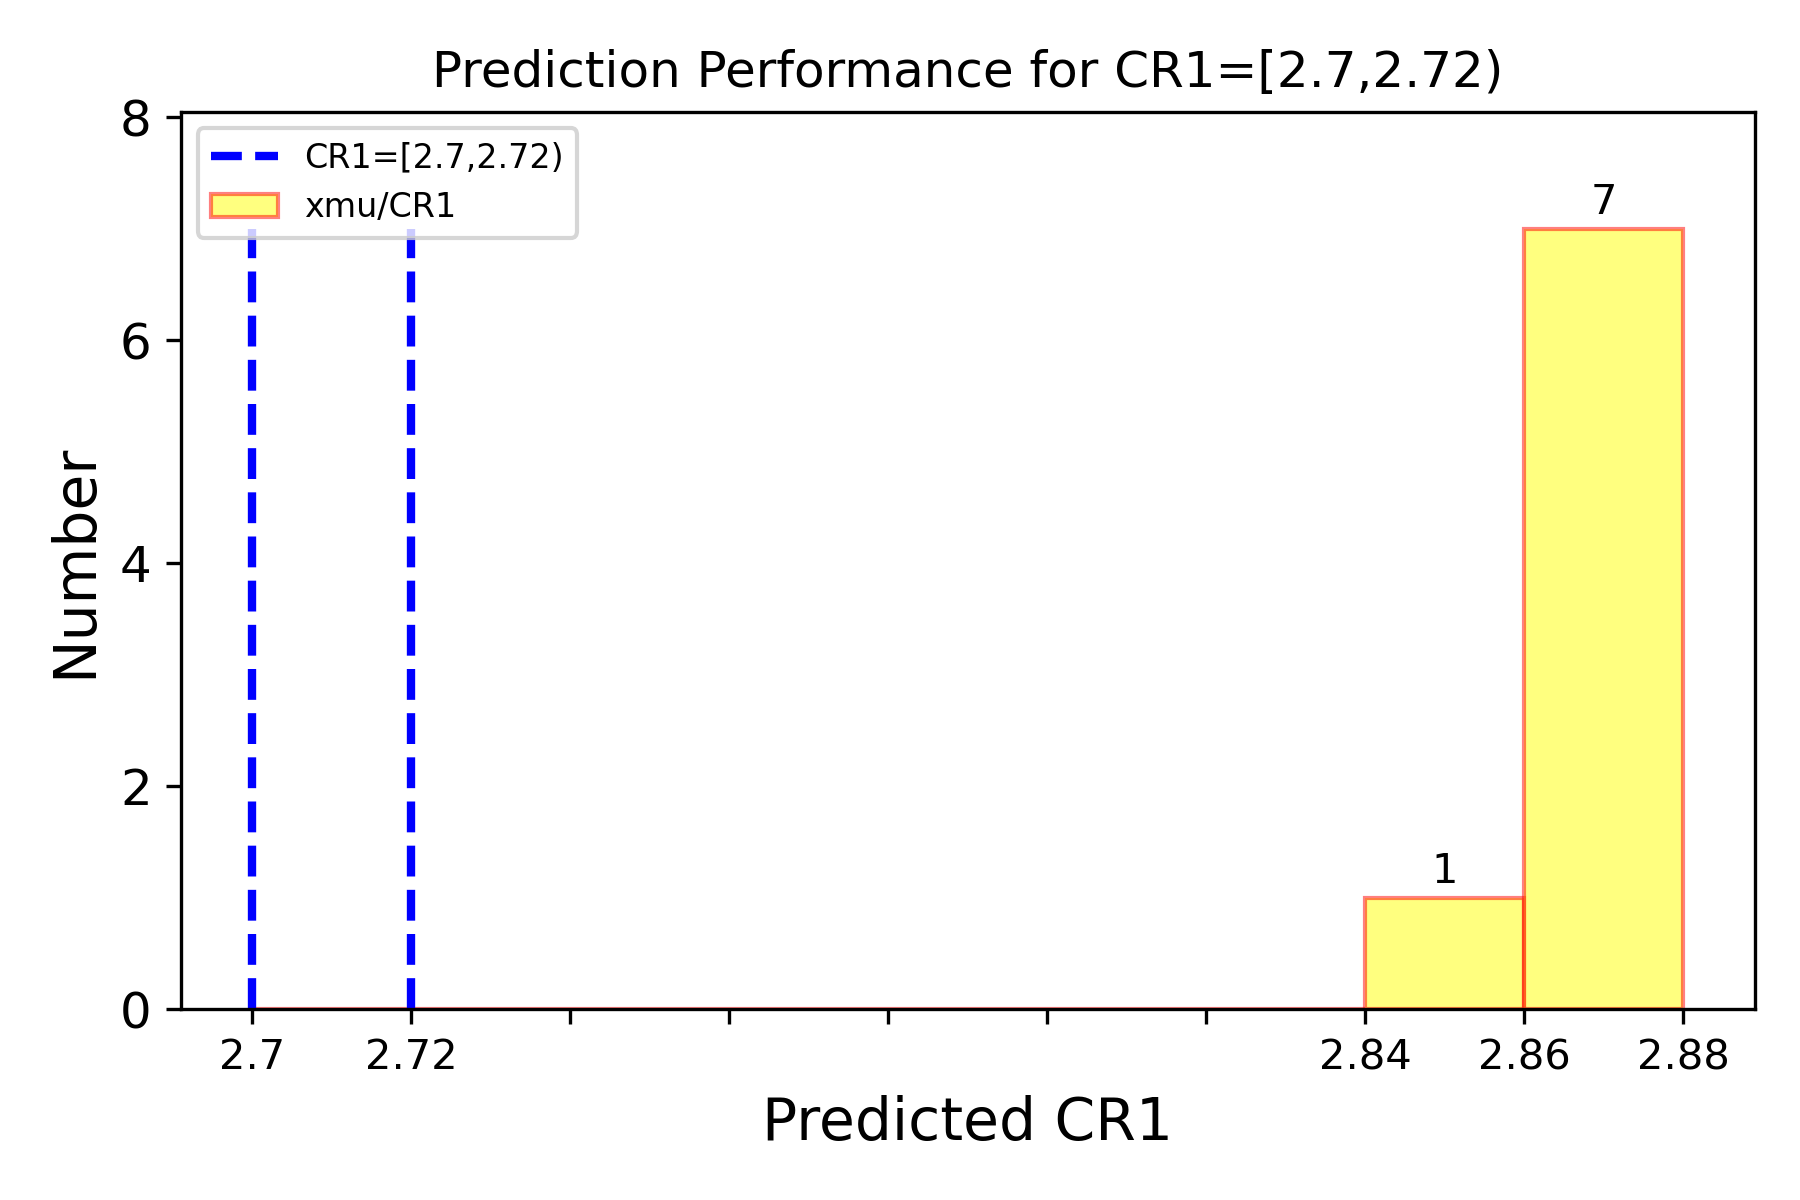 Prediction Performance for CR1=[2.7,2.72)
CR1=[2.7,2.72)
xmu/CR1
8
6
4
2
0
Number
7
1
2.7 2.72 2.84 2.86 2.88
Predicted CR1